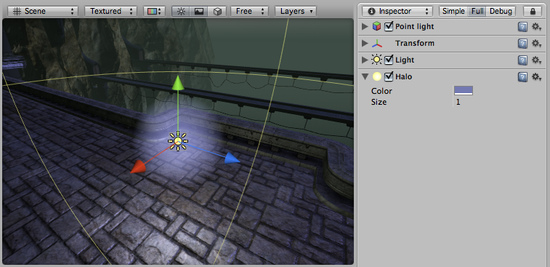 Scene
Textured
Free
Layers
Inspector
Simple Full Debug
Point light
Transform
Light
Halo
Color
Size 1